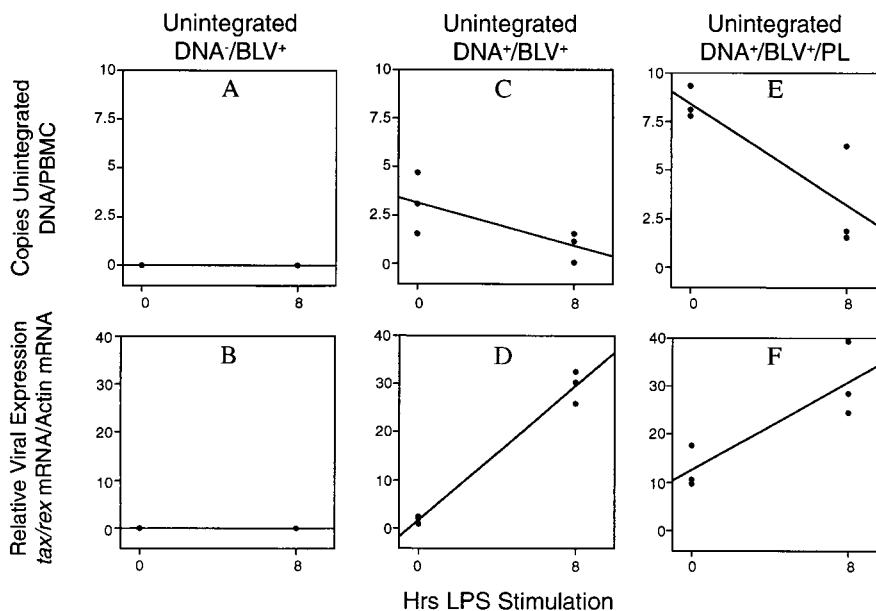 Unintegrated
DNA-/BLV+
Unintegrated
DNA+/BLV+
Unintegrated
DNA+/BLV+/PL
Copies Unintegrated
DNA/PBMC
10
7.5
5
2.5
0
A
0
8
10
7.5
5
2.5
0
C
0
8
10
7.5
5
2.5
0
E
0
8
Relative Viral Expression
tax/rex mRNA/Actin mRNA
40
30
20
10
0
B
0
8
40
30
20
10
0
D
0
8
40
30
20
10
0
F
0
8
Hrs LPS Stimulation